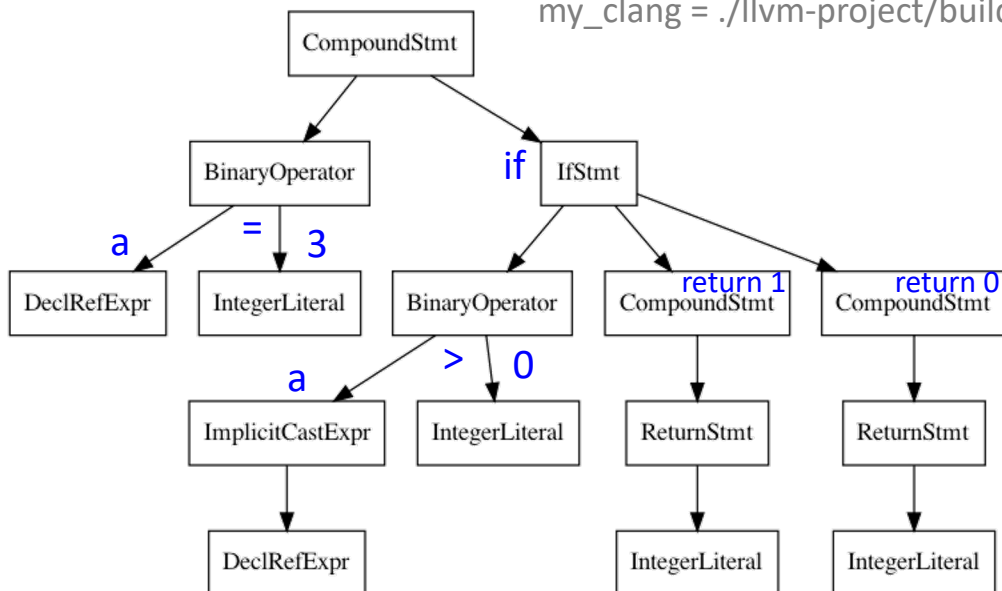 my_clang = ./llvm-project/build
CompoundStmt
BinaryOperator
if
IfStmt
a
=
3
DeclRefExpr
IntegerLiteral
BinaryOperator
return 1
CompoundStmt
return 0
CompoundStmt
a
>
0
ImplicitCastExpr
IntegerLiteral
ReturnStmt
ReturnStmt
DeclRefExpr
IntegerLiteral
IntegerLiteral